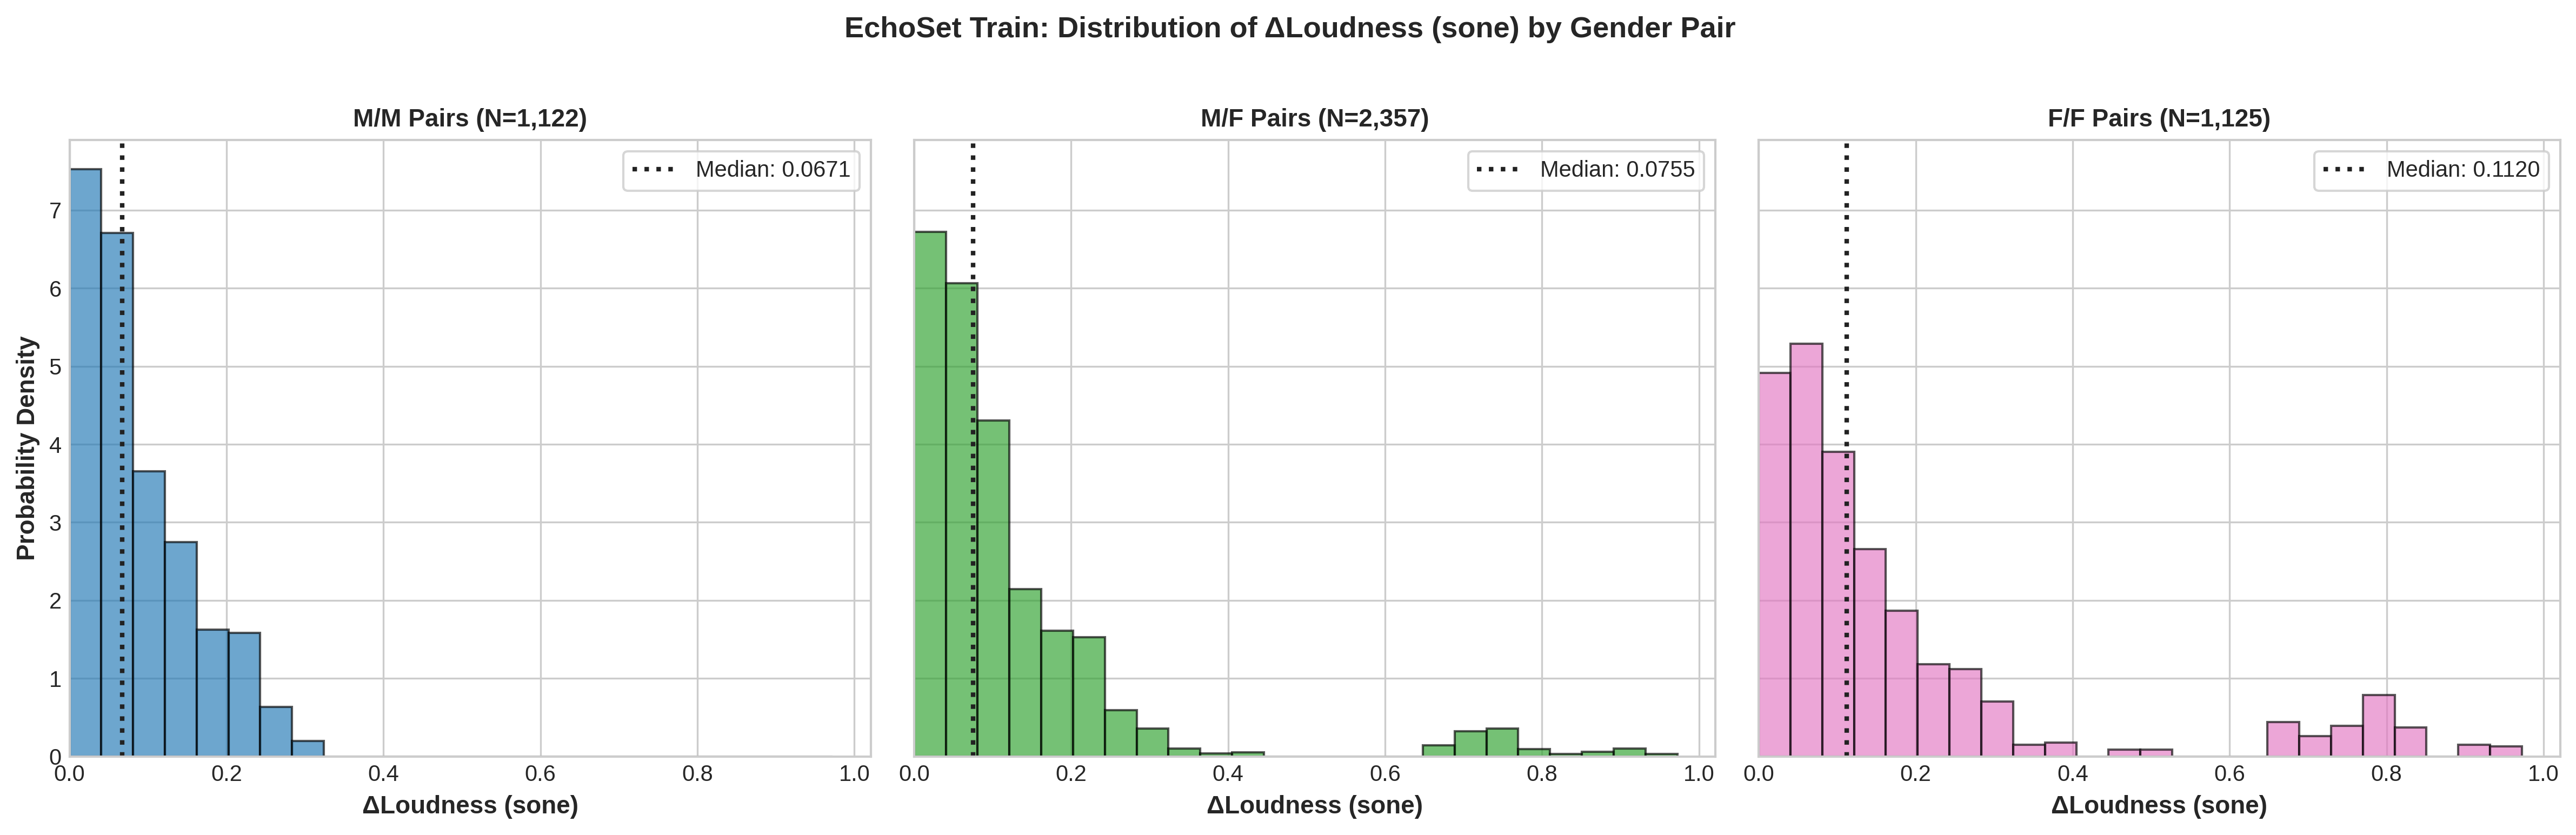 EchoSet Train: Distribution of ΔLoudness (sone) by Gender Pair
M/M Pairs (N=1,122)
Median: 0.0671
Probability Density
7
6
5
4
3
2
1
0
0.0 0.2 0.4 0.6 0.8 1.0
ΔLoudness (sone)
M/F Pairs (N=2,357)
Median: 0.0755
0.0 0.2 0.4 0.6 0.8 1.0
ΔLoudness (sone)
F/F Pairs (N=1,125)
Median: 0.1120
0.0 0.2 0.4 0.6 0.8 1.0
ΔLoudness (sone)